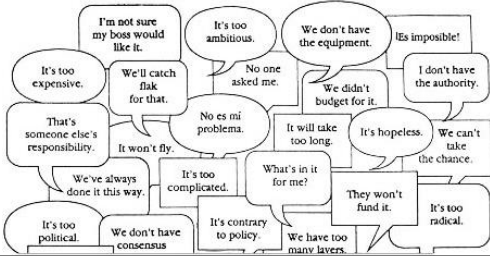 I'm not sure
my boss would
like it.
It's too
ambitious.
We don't have
the equipment.
¡Es imposible!
It's too
expensive.
We'll catch
flak
for that.
No one
asked me.
We didn't
budget for it.
I don't have
the authority.
That's
someone else's
responsibility.
It won't fly.
No es mi
problema.
It will take
too long.
It's hopeless.
We can't
take
the chance.
We've always
done it this way.
It's too
complicated.
What's in it
for me?
They won't
fund it.
It's too
radical.
It's too
political.
We don't have
consensus
It's contrary
to policy.
We have too
many layers.